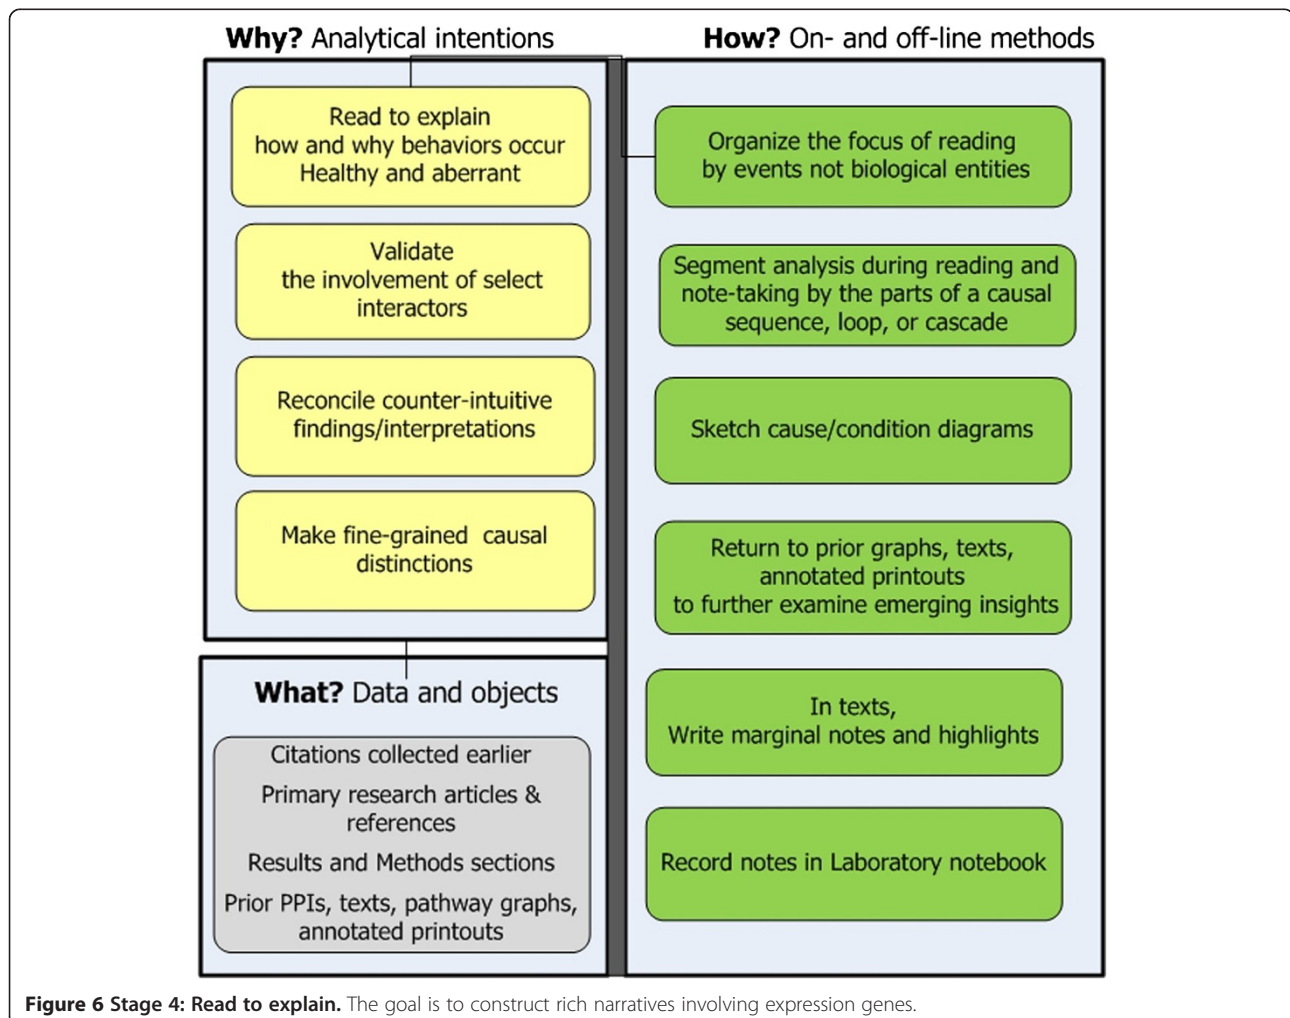 Why? Analytical intentions
Read to explain
how and why behaviors occur
Healthy and aberrant
Validate
the involvement of select
interactors
Reconcile counter-intuitive
findings/interpretations
Make fine-grained causal
distinctions
What? Data and objects
Citations collected earlier
Primary research articles &
references
Results and Methods sections
Prior PPIs, texts, pathway graphs,
annotated printouts
How? On- and off-line methods
Organize the focus of reading
by events not biological entities
Segment analysis during reading and
note-taking by the parts of a causal
sequence, loop, or cascade
Sketch cause/condition diagrams
Return to prior graphs, texts,
annotated printouts
to further examine emerging insights
In texts,
Write marginal notes and highlights
Record notes in Laboratory notebook
Figure 6 Stage 4: Read to explain. The goal is to construct rich narratives involving expression genes.